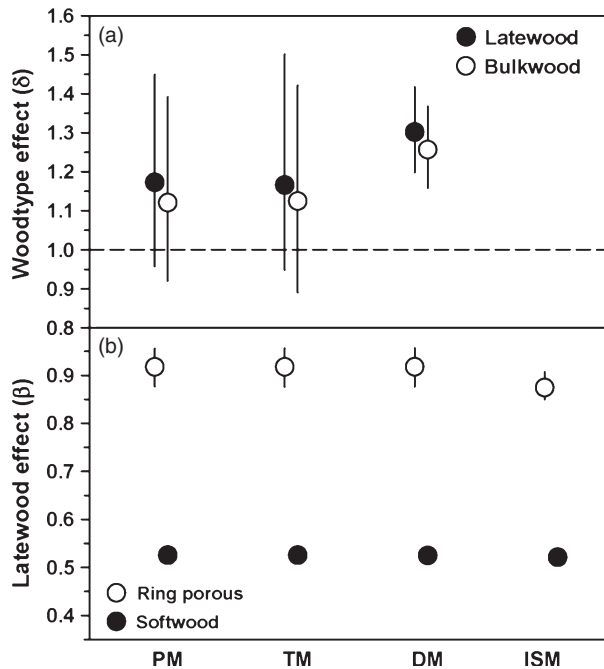 (a)
Latewood
Bulkwood
Woodtype effect (δ)
1.6
1.5
1.4
1.3
1.2
1.1
1.0
0.9
0.8
(b)
Latewood effect (β)
0.9
0.8
0.7
0.6
0.5
0.4
Ring porous
Softwood
PM TM DM ISM